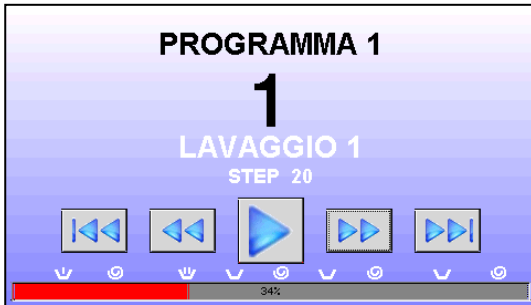 PROGRAMMA 1
1
LAVAGGIO 1
STEP 20
34%